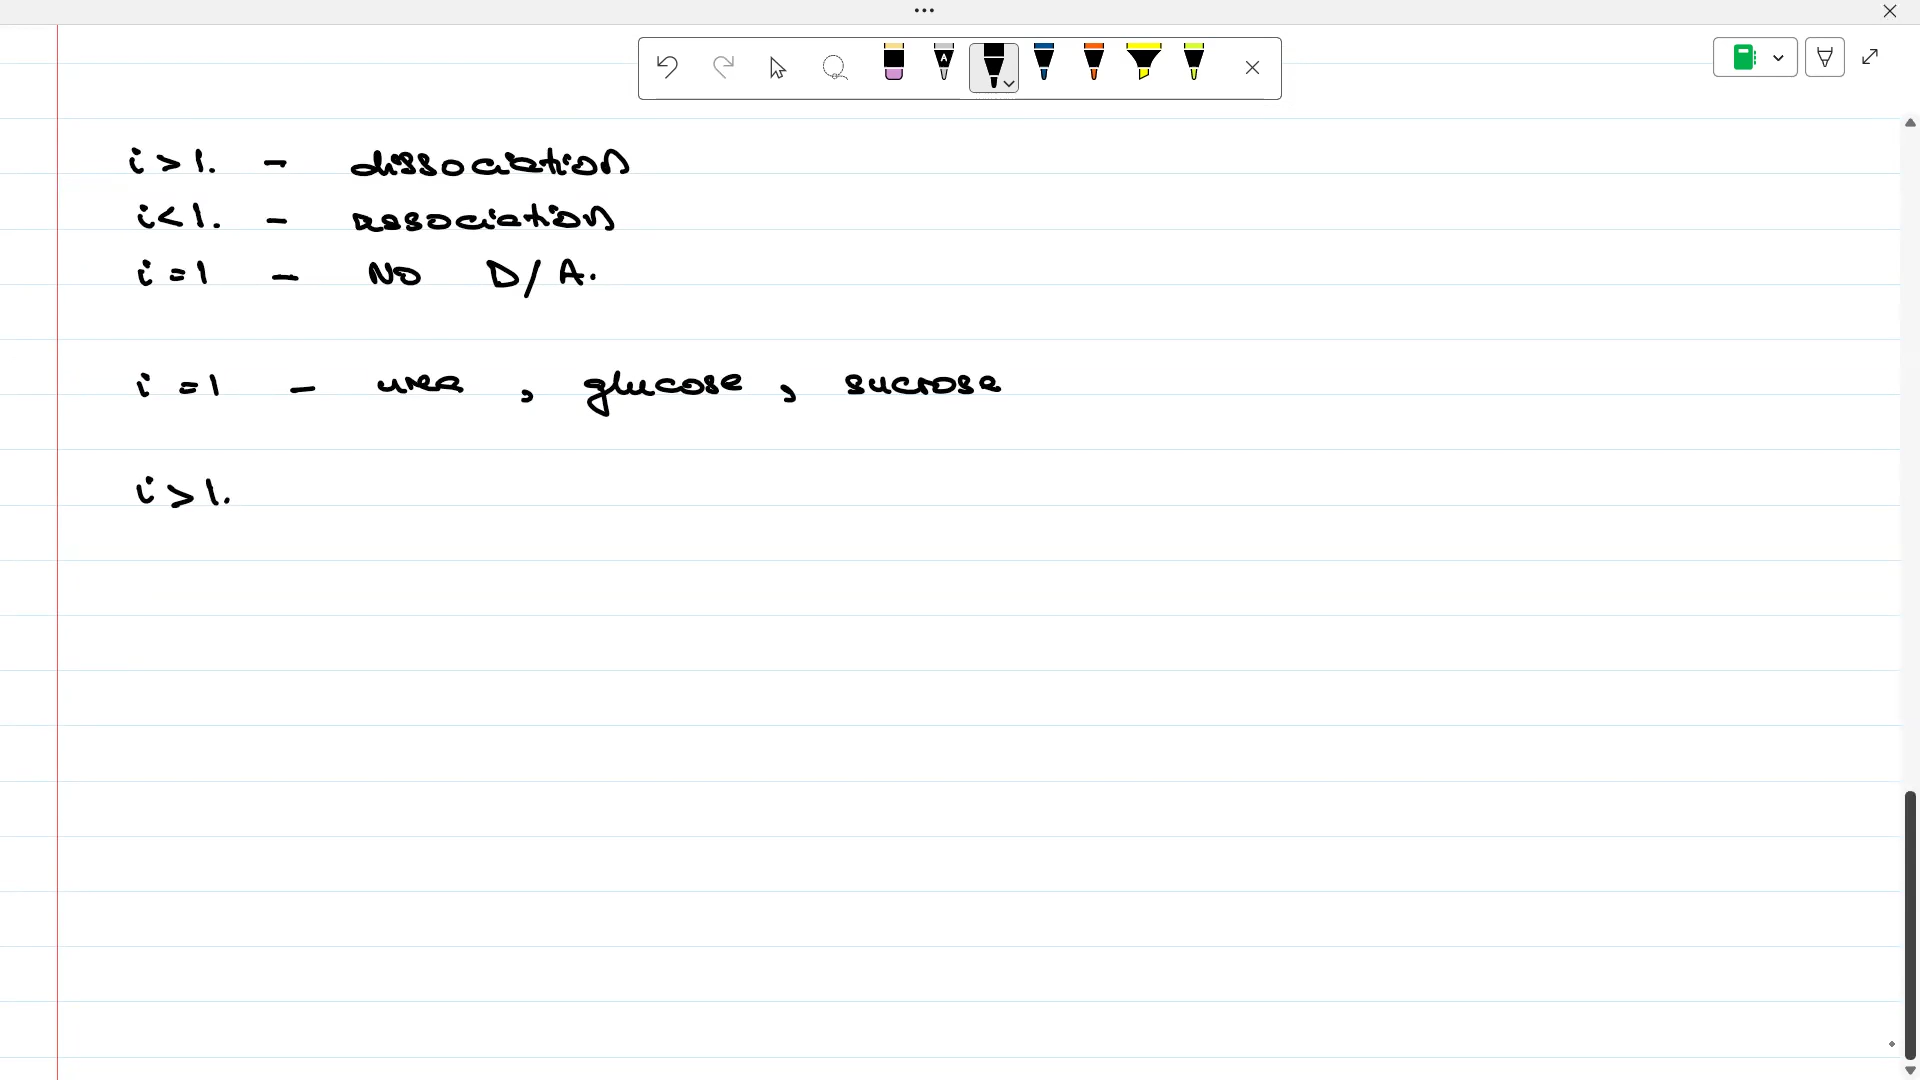 i > 1. - dissociation
i < 1. - association
i = 1 - NO D/A.
i = 1 - urea , glucose , sucrose
i > 1.